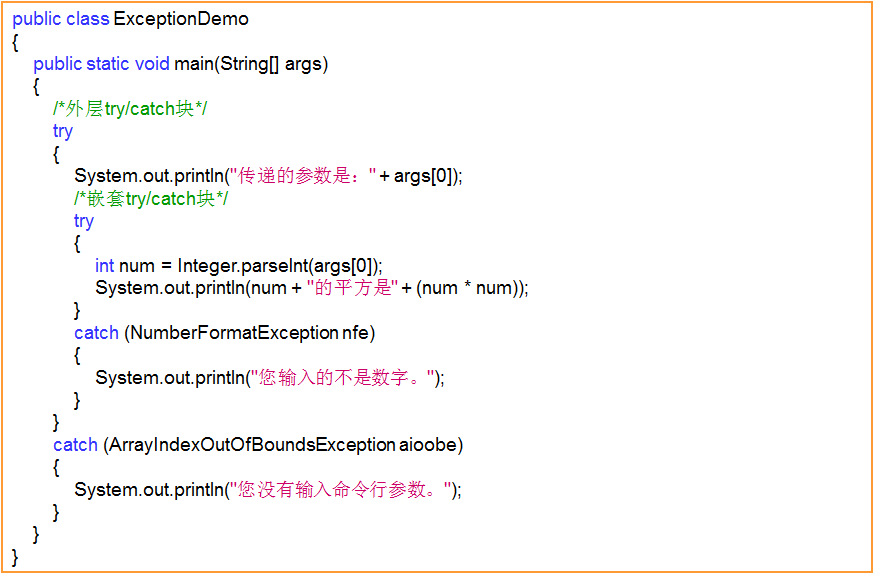 public class ExceptionDemo
{
public static void main(String[] args)
{
/*外层try/catch块*/
try
{
System.out.println("传递的参数是：" + args[0]);
/*嵌套try/catch块*/
try
{
int num = Integer.parseInt(args[0]);
System.out.println(num + "的平方是" + (num * num));
}
catch (NumberFormatException nfe)
{
System.out.println("您输入的不是数字。");
}
}
catch (ArrayIndexOutOfBoundsException aioobe)
{
System.out.println("您没有输入命令行参数。");
}
}
}